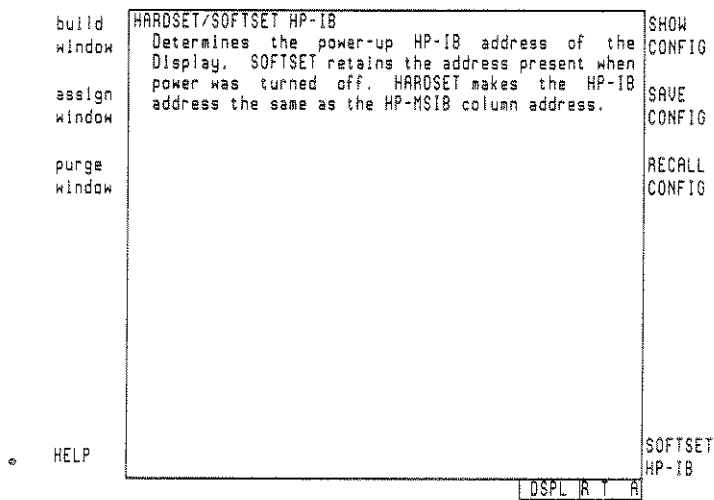 build
window
assign
window
purge
window
HELP
HARDSET/SOFTSET HP-IB
Determines the power-up HP-IB address of the
Display. SOFTSET retains the address present when
power was turned off. HARDSET makes the HP-IB
address the same as the HP-MSIB column address.
SHOW
CONFIG
SAVE
CONFIG
RECALL
CONFIG
SOFTSET
HP-IB
DSPL R T A